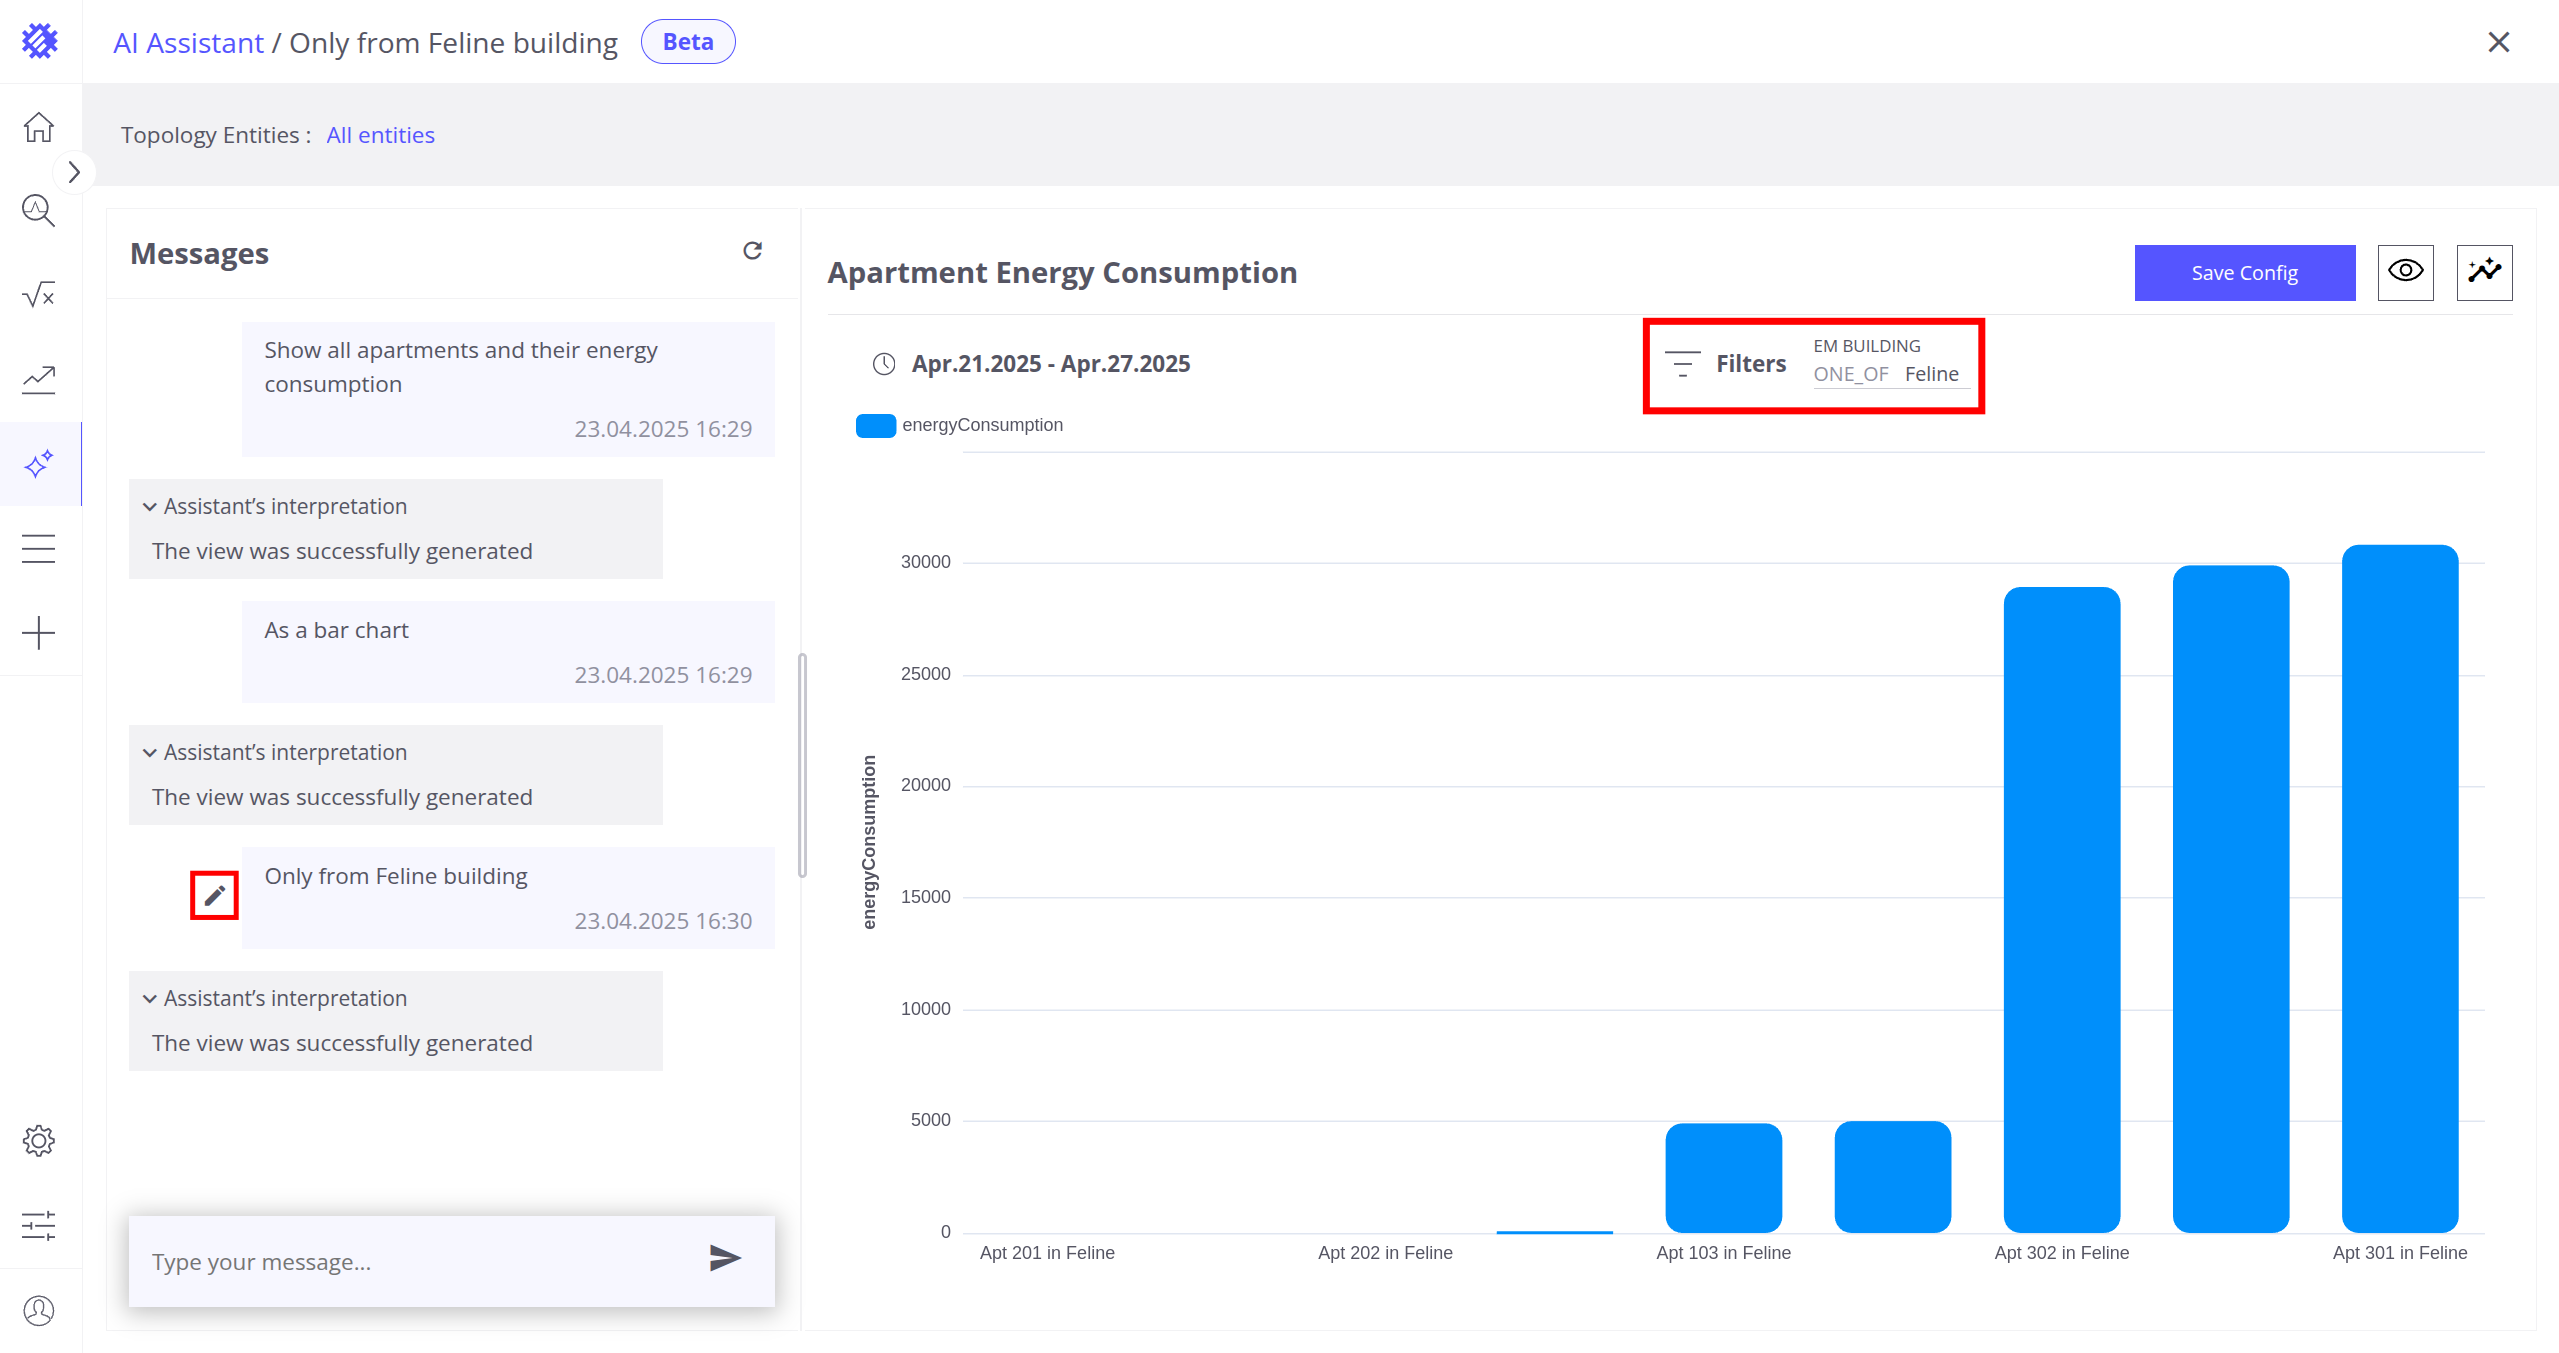 AI Assistant / Only from Feline building Beta
Topology Entities : All entities
Messages
Show all apartments and their energy
consumption
23.04.2025 16:29
Assistant’s interpretation
The view was successfully generated
As a bar chart
23.04.2025 16:29
Assistant’s interpretation
The view was successfully generated
Only from Feline building
23.04.2025 16:30
Assistant’s interpretation
The view was successfully generated
Type your message...
Apartment Energy Consumption
Save Config
Apr.21.2025 - Apr.27.2025
Filters
EM BUILDING
ONE_OF Feline
energyConsumption
energyConsumption
30000
25000
20000
15000
10000
5000
0
Apt 201 in Feline
Apt 202 in Feline
Apt 103 in Feline
Apt 302 in Feline
Apt 301 in Feline